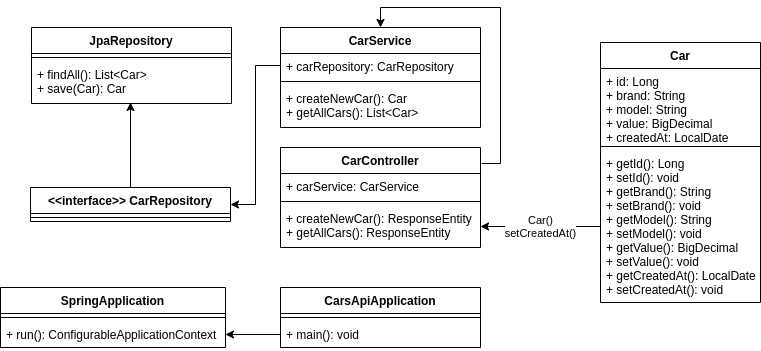 JpaRepository
+ findAll(): List<Car>
+ save(Car): Car
<<interface>> CarRepository
CarService
+ carRepository: CarRepository
+ createNewCar(): Car
+ getAllCars(): List<Car>
CarController
+ carService: CarService
+ createNewCar(): ResponseEntity
+ getAllCars(): ResponseEntity
Car()
setCreatedAt()
Car
+ id: Long
+ brand: String
+ model: String
+ value: BigDecimal
+ createdAt: LocalDate
+ getId(): Long
+ setId(): void
+ getBrand(): String
+ setBrand(): void
+ getModel(): String
+ setModel(): void
+ getValue(): BigDecimal
+ setValue(): void
+ getCreatedAt(): LocalDate
+ setCreatedAt(): void
SpringApplication
+ run(): ConfigurableApplicationContext
CarsApiApplication
+ main(): void